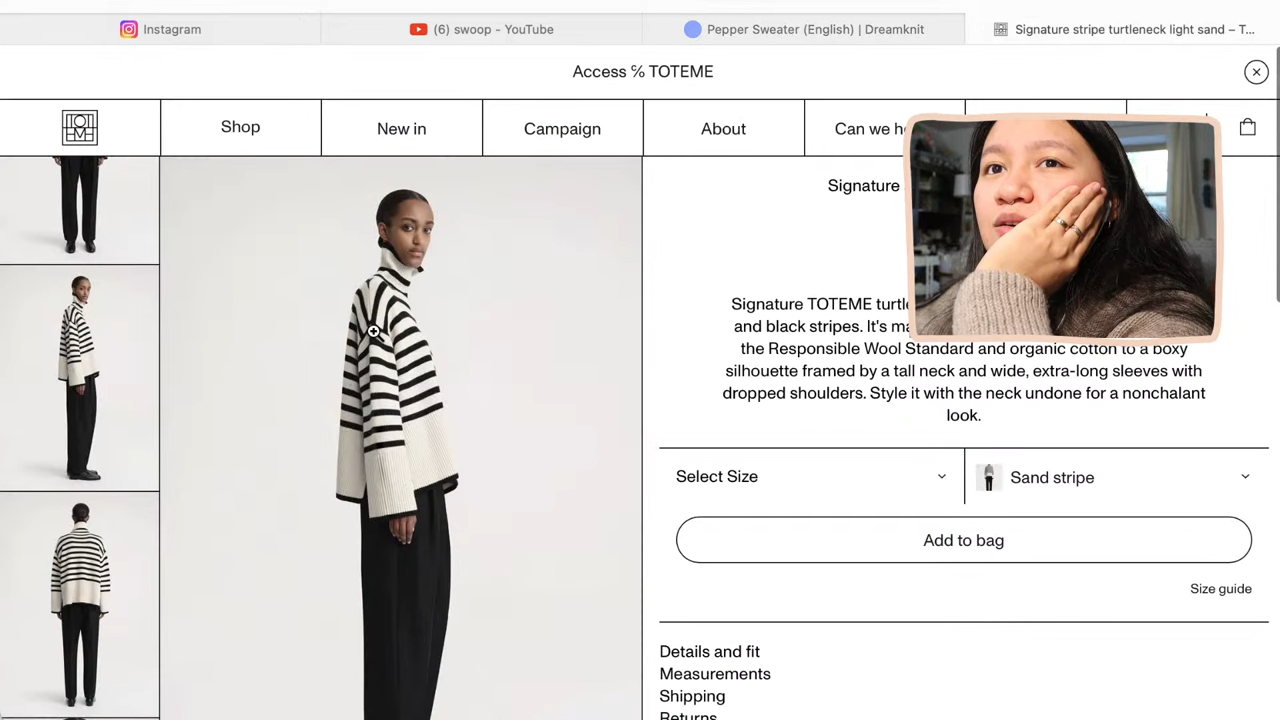 Instagram
(6) swoop - YouTube
Pepper Sweater (English) | Dreamknit
Signature stripe turtleneck light sand – T...
Access % TOTEME
Shop
New in
Campaign
About
Can we he
Signature
Signature TOTEME turtle
and black stripes. It's ma
the Responsible Wool Standard and organic cotton to a boxy
silhouette framed by a tall neck and wide, extra-long sleeves with
dropped shoulders. Style it with the neck undone for a nonchalant
look.
Select Size
Sand stripe
Add to bag
Size guide
Details and fit
Measurements
Shipping
Returns